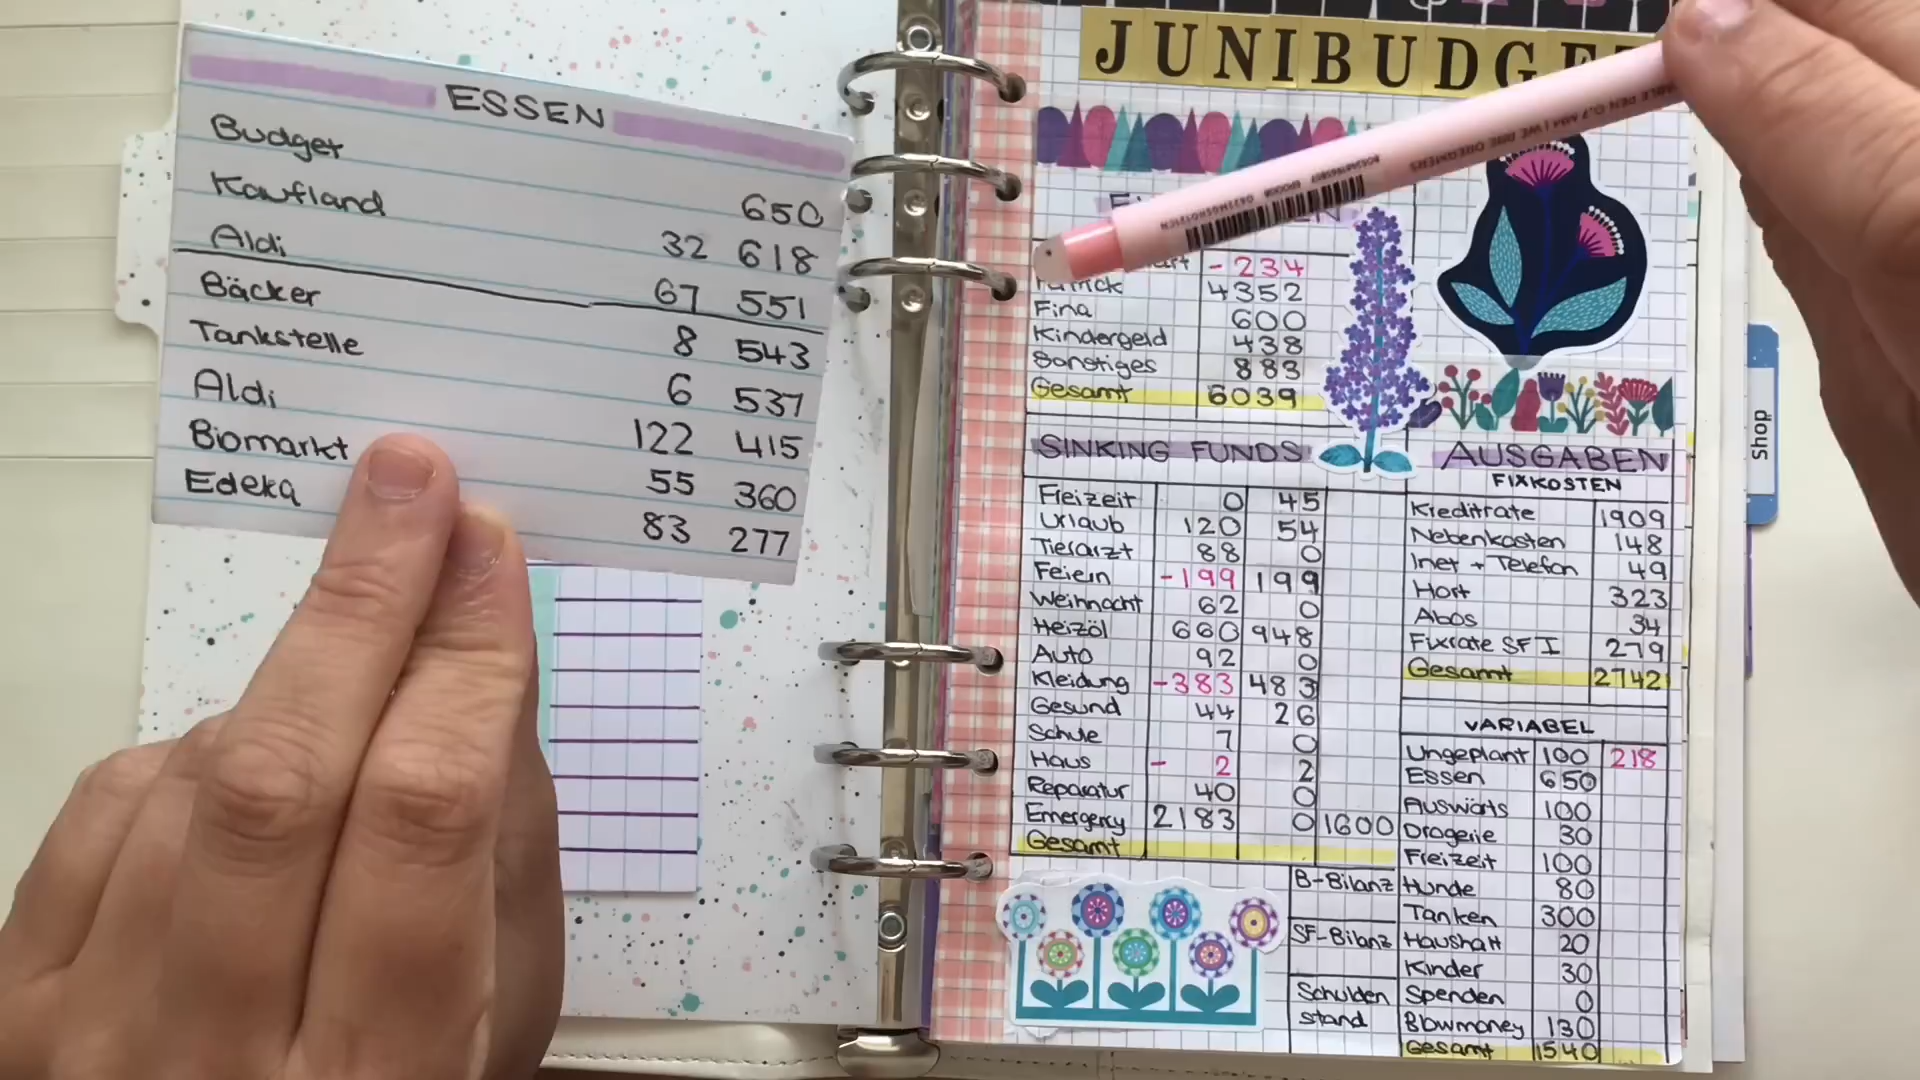 ESSEN
Budget 650
Kaufland 32 618
Aldi 67 551
Bäcker 8 543
Tankstelle 6 537
Aldi 122 415
Biomarkt 55 360
Edeka 83 277
JUNIBUDGE
- 234
4352
Fina 600
Kindergeld 438
Sonstiges 883
Gesamt 6039
SINKING FUNDS
Freizeit 0 45
Urlaub 120 54
Tierarzt 88 0
Feiern -199 199
Weihnacht 62 0
Heizöl 660 948
Auto 92 0
Kleidung -383 483
Gesund 44 26
Schule 7 0
Haus - 2 2
Reparatur 40 0
Emergency 2183 0 1600
Gesamt
B-Bilanz
SF-Bilanz
Schulden
stand
AUSGABEN
FIXKOSTEN
Kreditrate 1909
Nebenkosten 148
Inet + Telefon 49
Hort 323
Abos 34
Fixrate SF I 279
Gesamt 2742
VARIABEL
Ungeplant 100 218
Essen 650
Auswärts 100
Drogerie 30
Freizeit 100
Hunde 80
Tanken 300
Haushalt 20
Kinder 30
Spenden 0
Blowmoney 130
Gesamt 1540
Shop